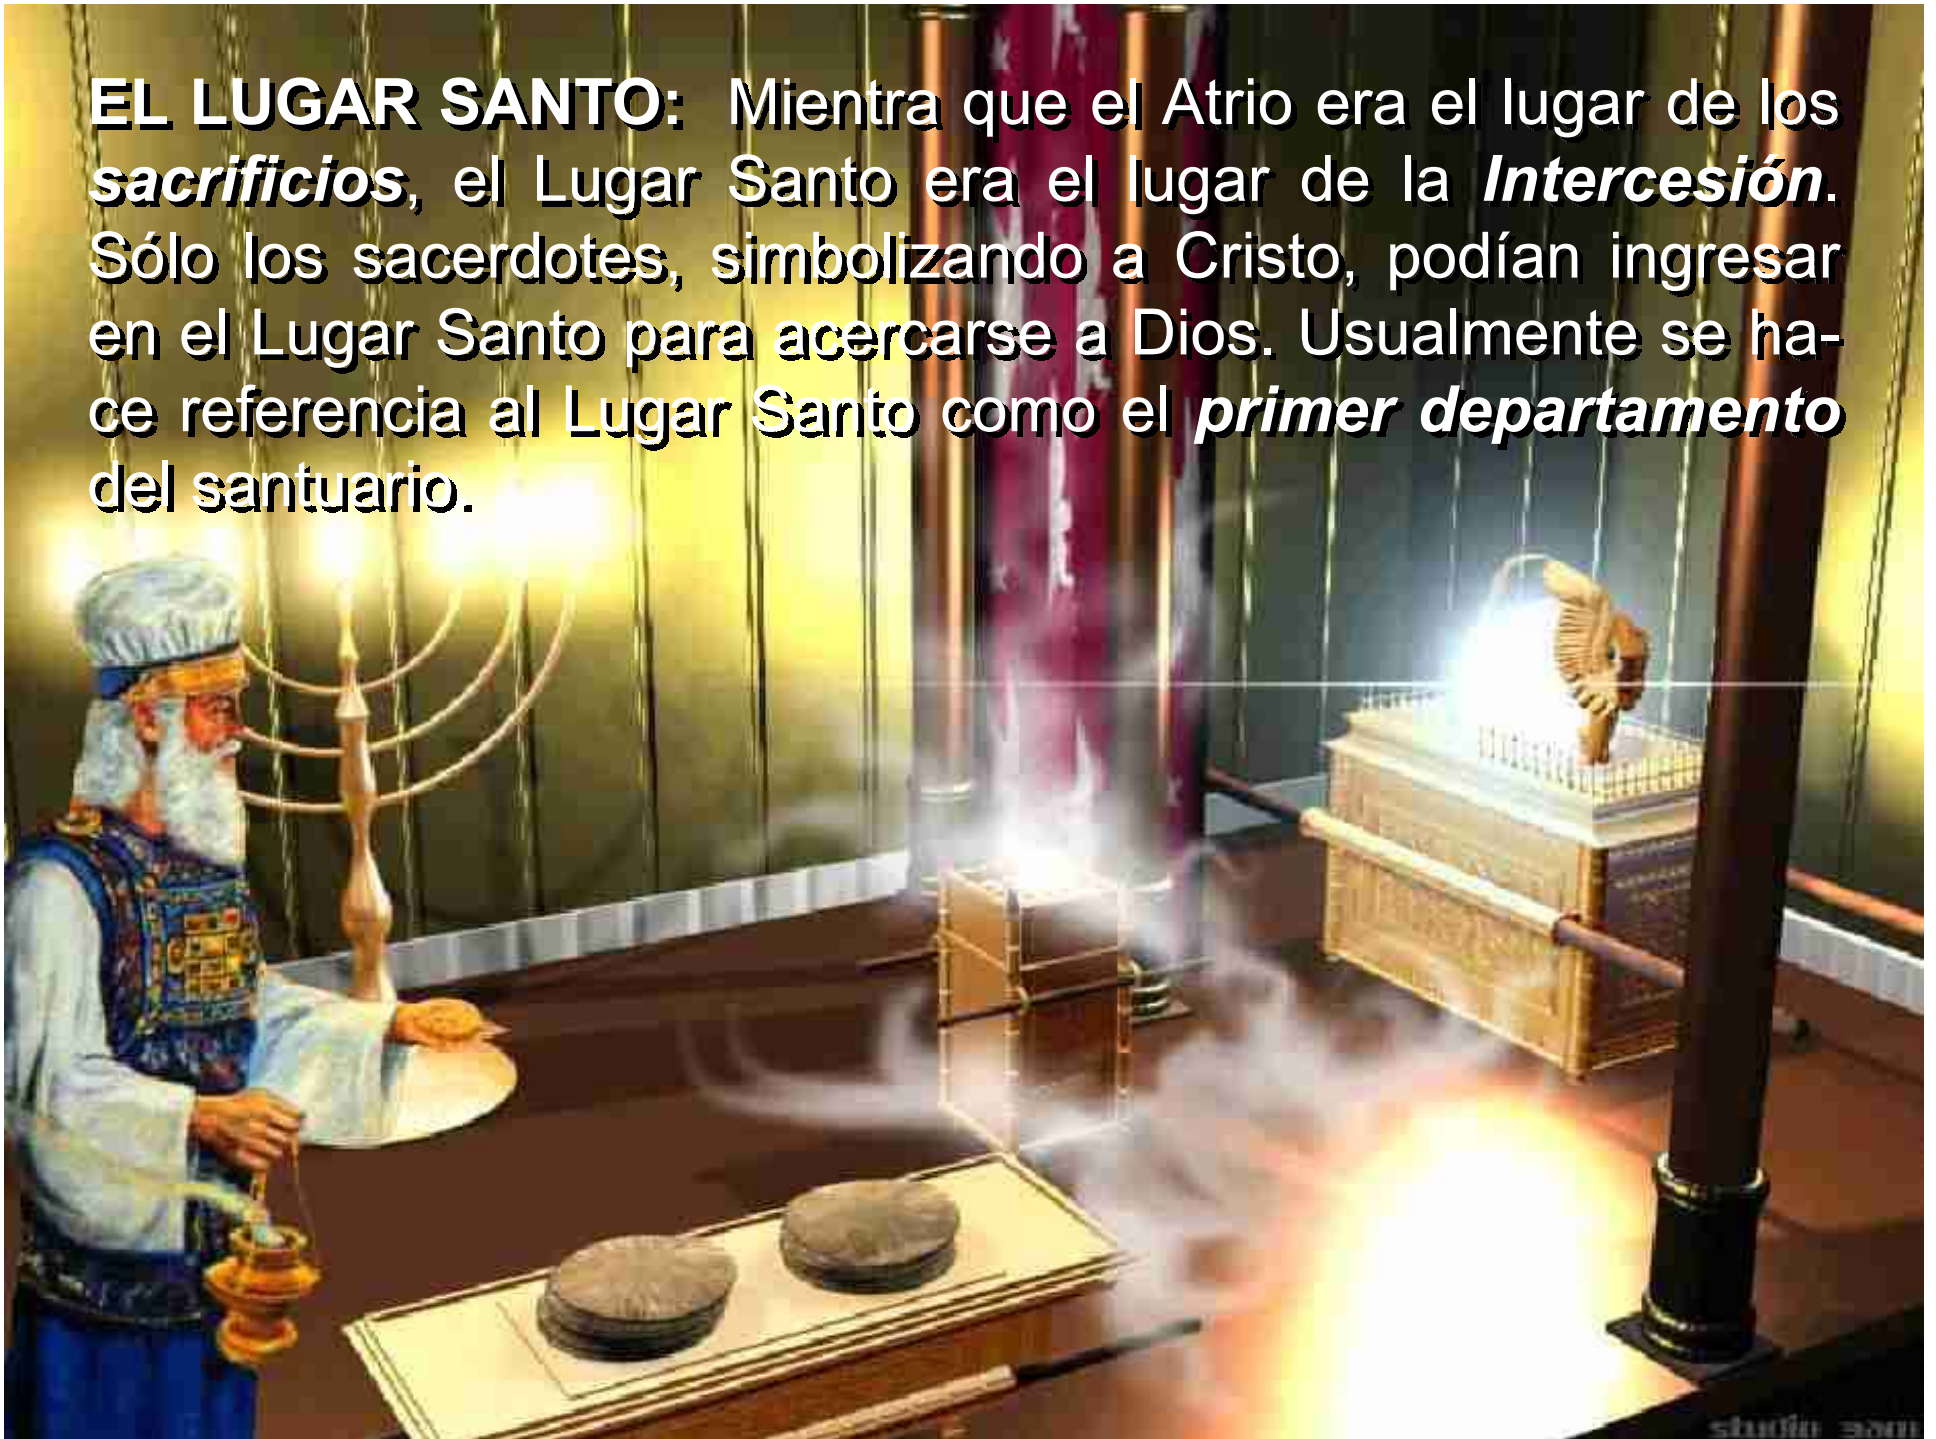 EL LUGAR SANTO: Mientra que el Atrio era el lugar de los
sacrificios, el Lugar Santo era el lugar de la Intercesión.
Sólo los sacerdotes, simbolizando a Cristo, podían ingresar
en el Lugar Santo para acercarse a Dios. Usualmente se ha-
ce referencia al Lugar Santo como el primer departamento
del santuario.